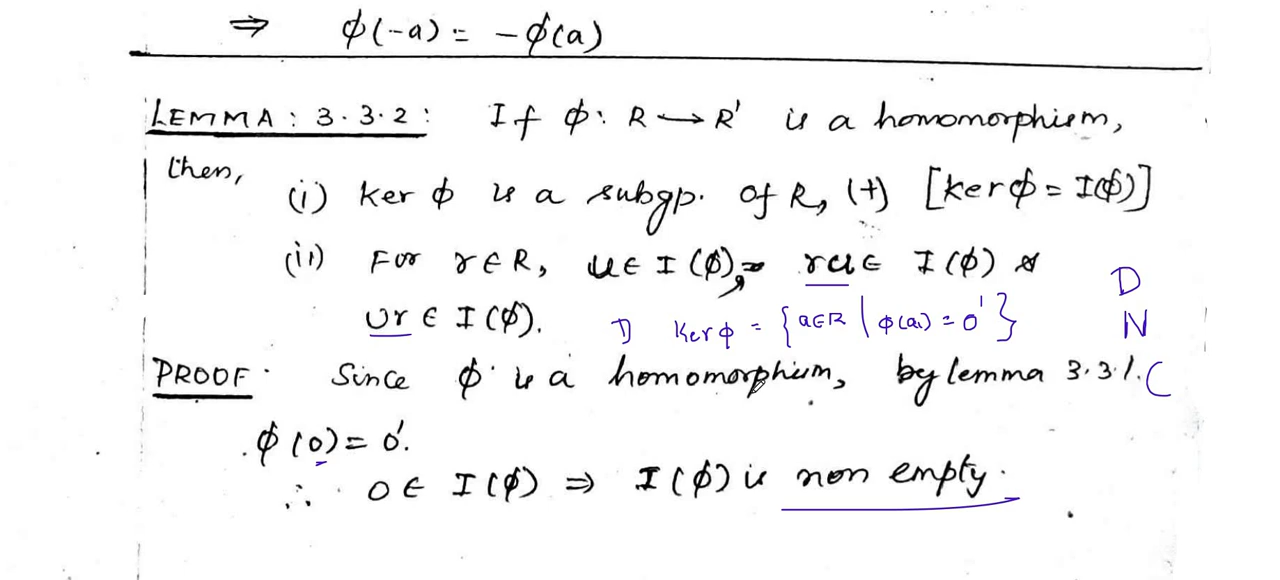 ⇒ ϕ(-a) = -ϕ(a)
LEMMA: 3.3.2: If ϕ: R → R' is a homomorphism,
then,
(i) ker ϕ is a subgp. of R, (+) [ker ϕ = I(ϕ)]
(ii) For r ∈ R, u ∈ I(ϕ), ru ∈ I(ϕ) &
ur ∈ I(ϕ). 1) Ker ϕ = {a∈R | ϕ(a) = 0'}
D
N
C
PROOF: Since ϕ is a homomorphism, by lemma 3.3.1.
ϕ(0) = 0'.
∴ 0 ∈ I(ϕ) ⇒ I(ϕ) is non empty.